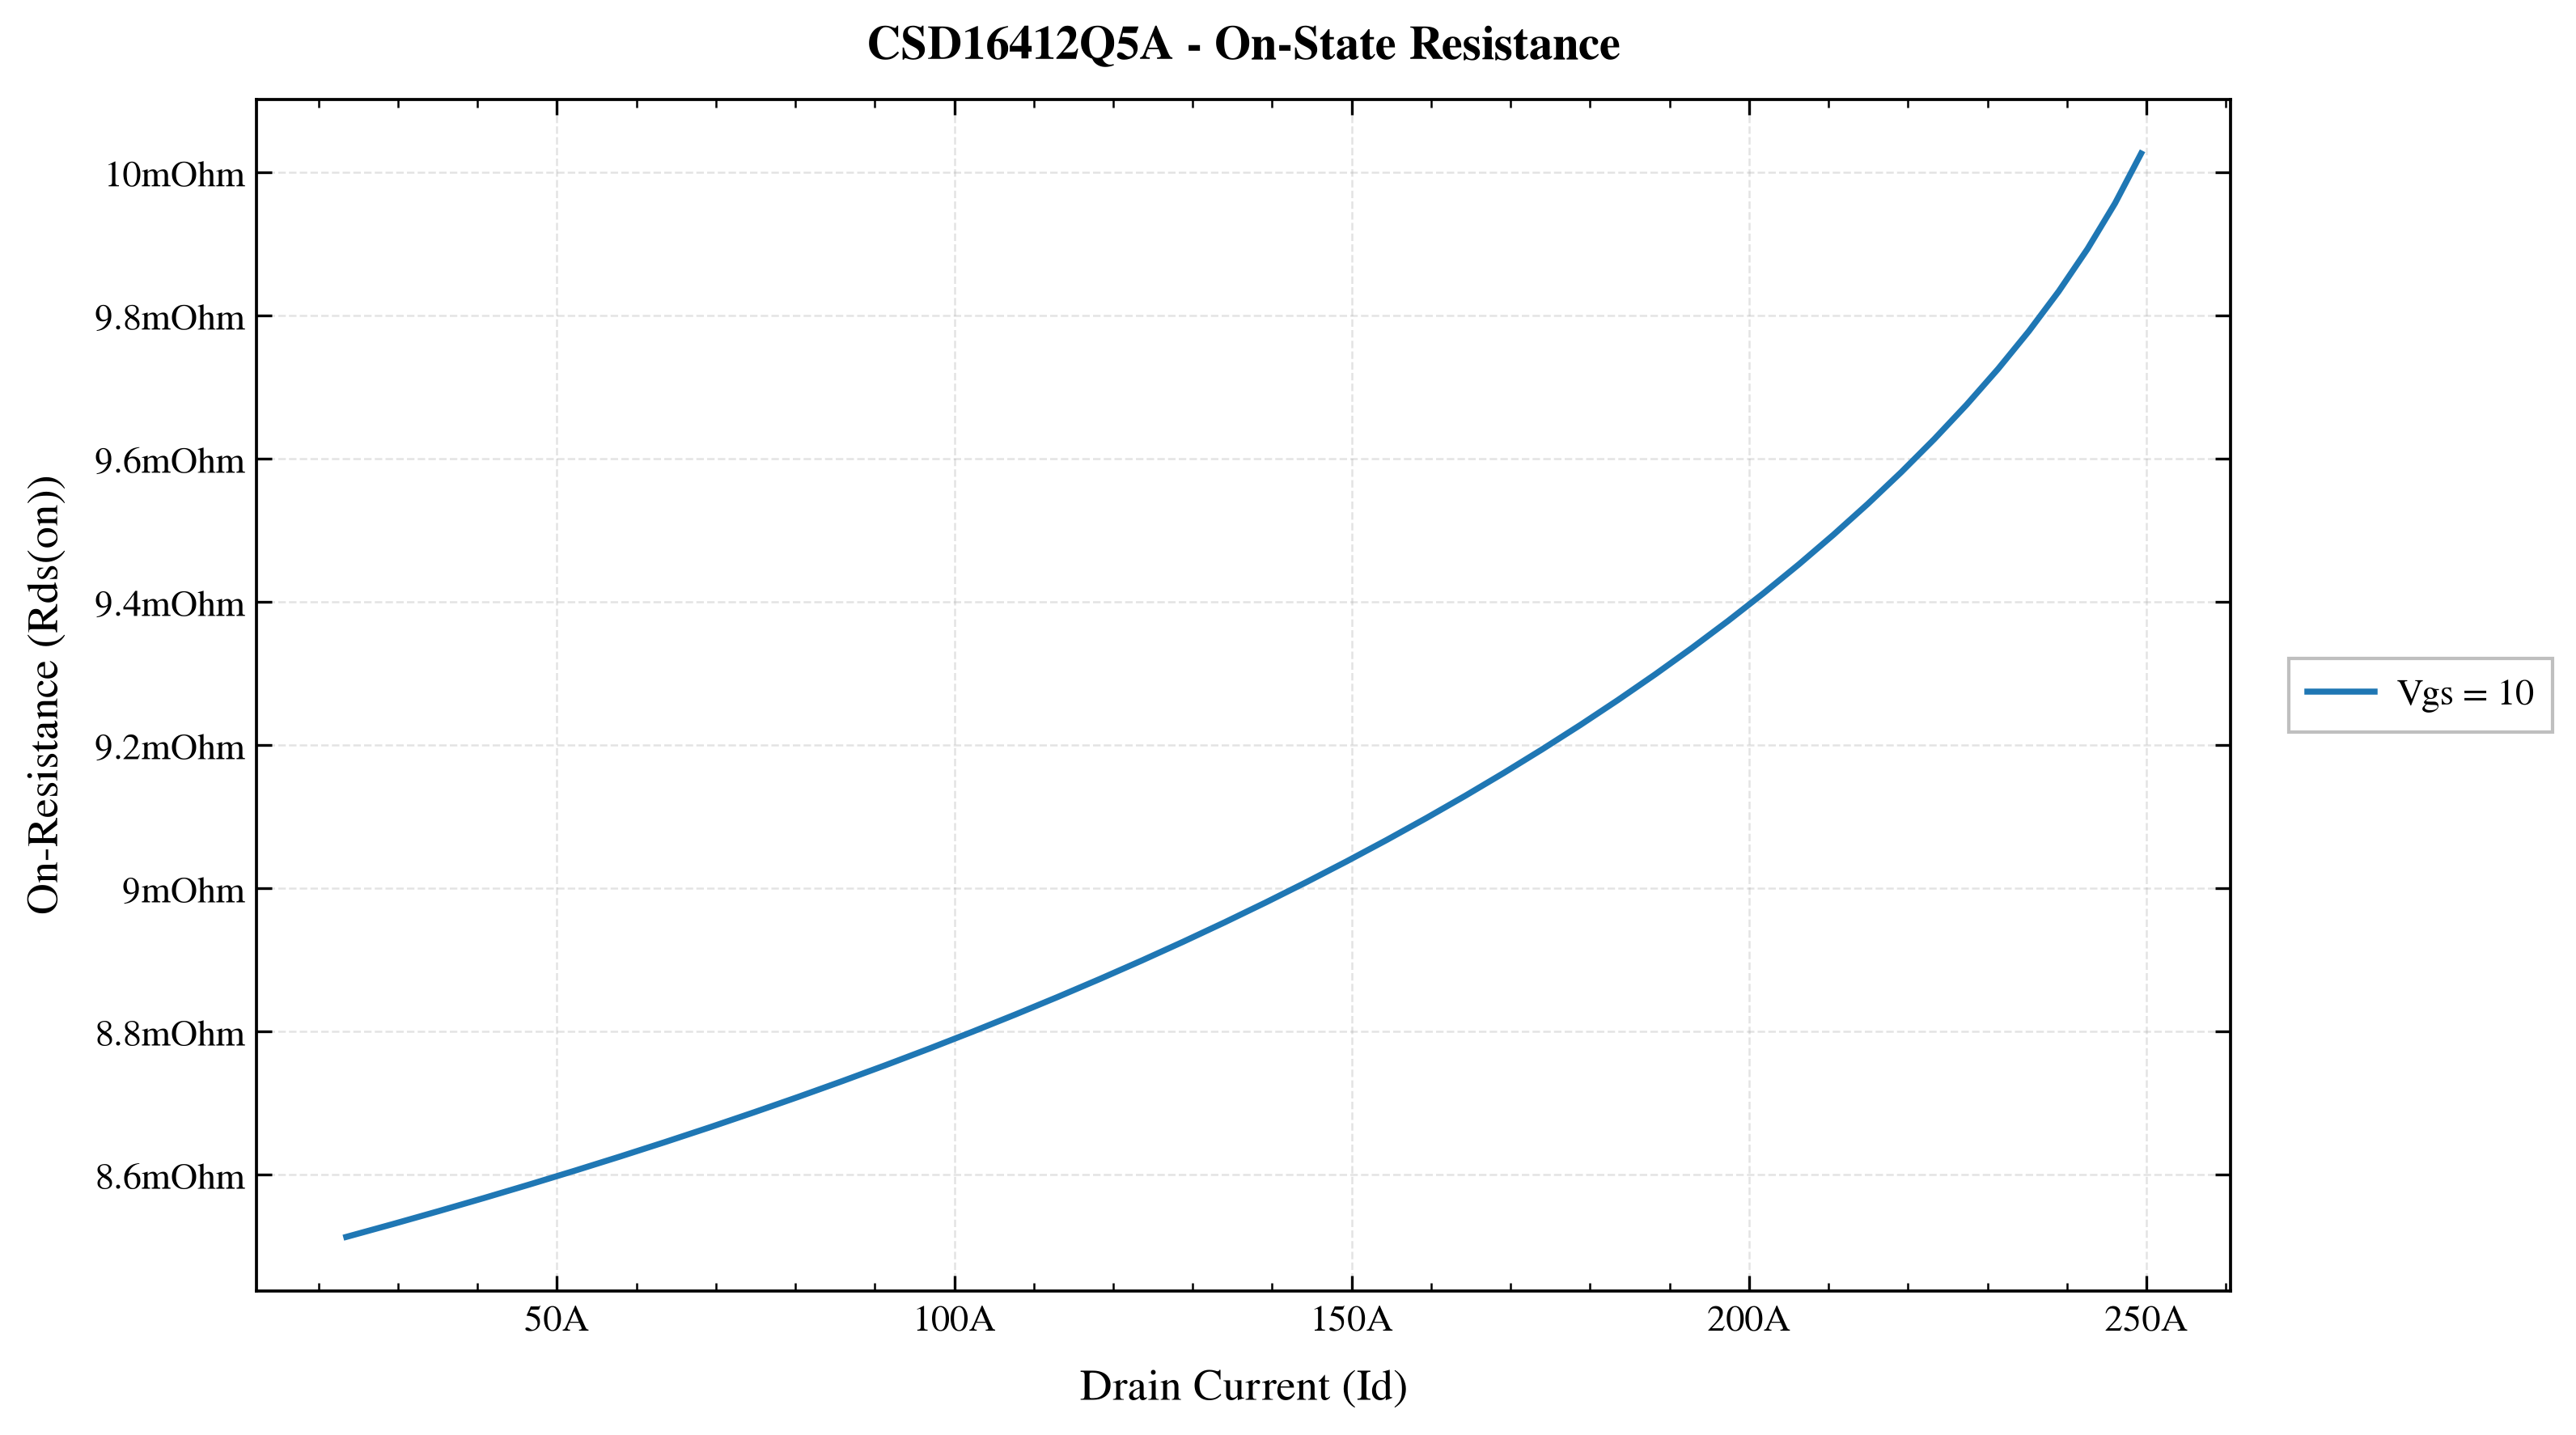 CSD16412Q5A - On-State Resistance
On-Resistance (Rds(on))
10mOhm
9.8mOhm
9.6mOhm
9.4mOhm
9.2mOhm
9mOhm
8.8mOhm
8.6mOhm
50A
100A
150A
200A
250A
Drain Current (Id)
Vgs = 10